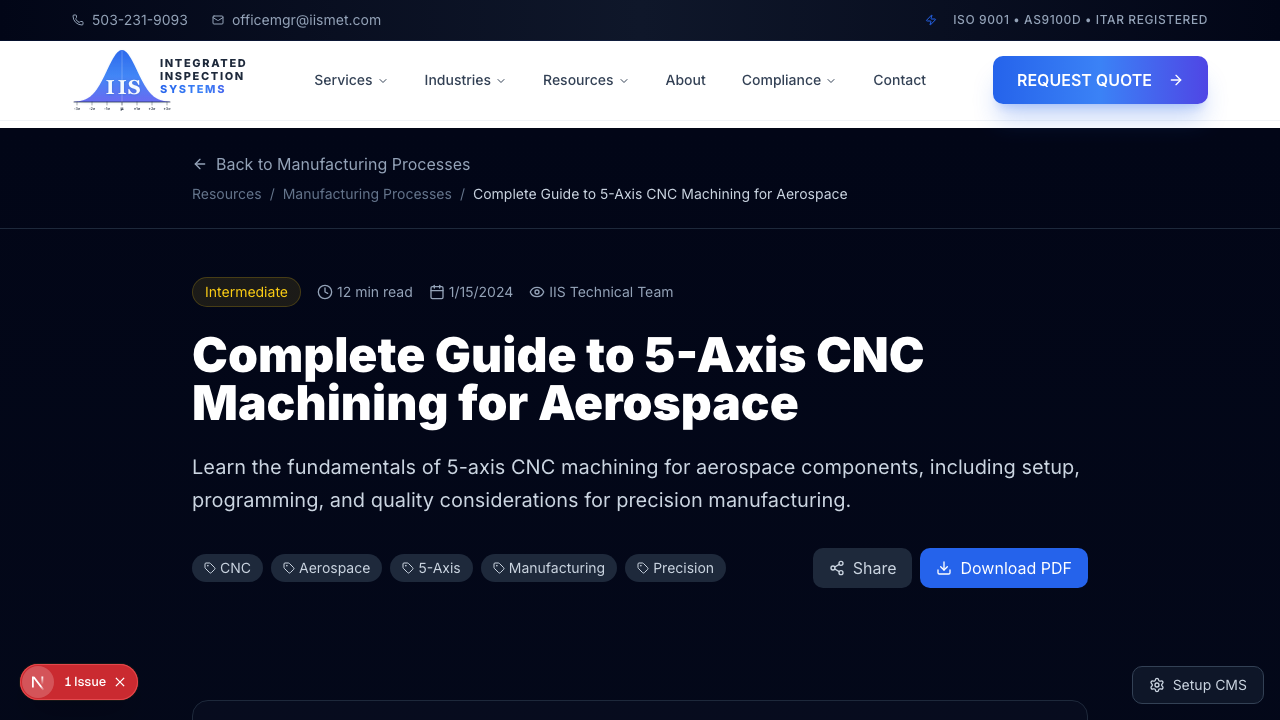 503-231-9093
officemgr@iismet.com
ISO 9001 • AS9100D • ITAR REGISTERED
IIS
INTEGRATED
INSPECTION
SYSTEMS
Services
Industries
Resources
About
Compliance
Contact
REQUEST QUOTE
Back to Manufacturing Processes
Resources / Manufacturing Processes / Complete Guide to 5-Axis CNC Machining for Aerospace
Intermediate
12 min read
1/15/2024
IIS Technical Team
Complete Guide to 5-Axis CNC
Machining for Aerospace
Learn the fundamentals of 5-axis CNC machining for aerospace components, including setup,
programming, and quality considerations for precision manufacturing.
CNC
Aerospace
5-Axis
Manufacturing
Precision
Share
Download PDF
1 Issue
Setup CMS